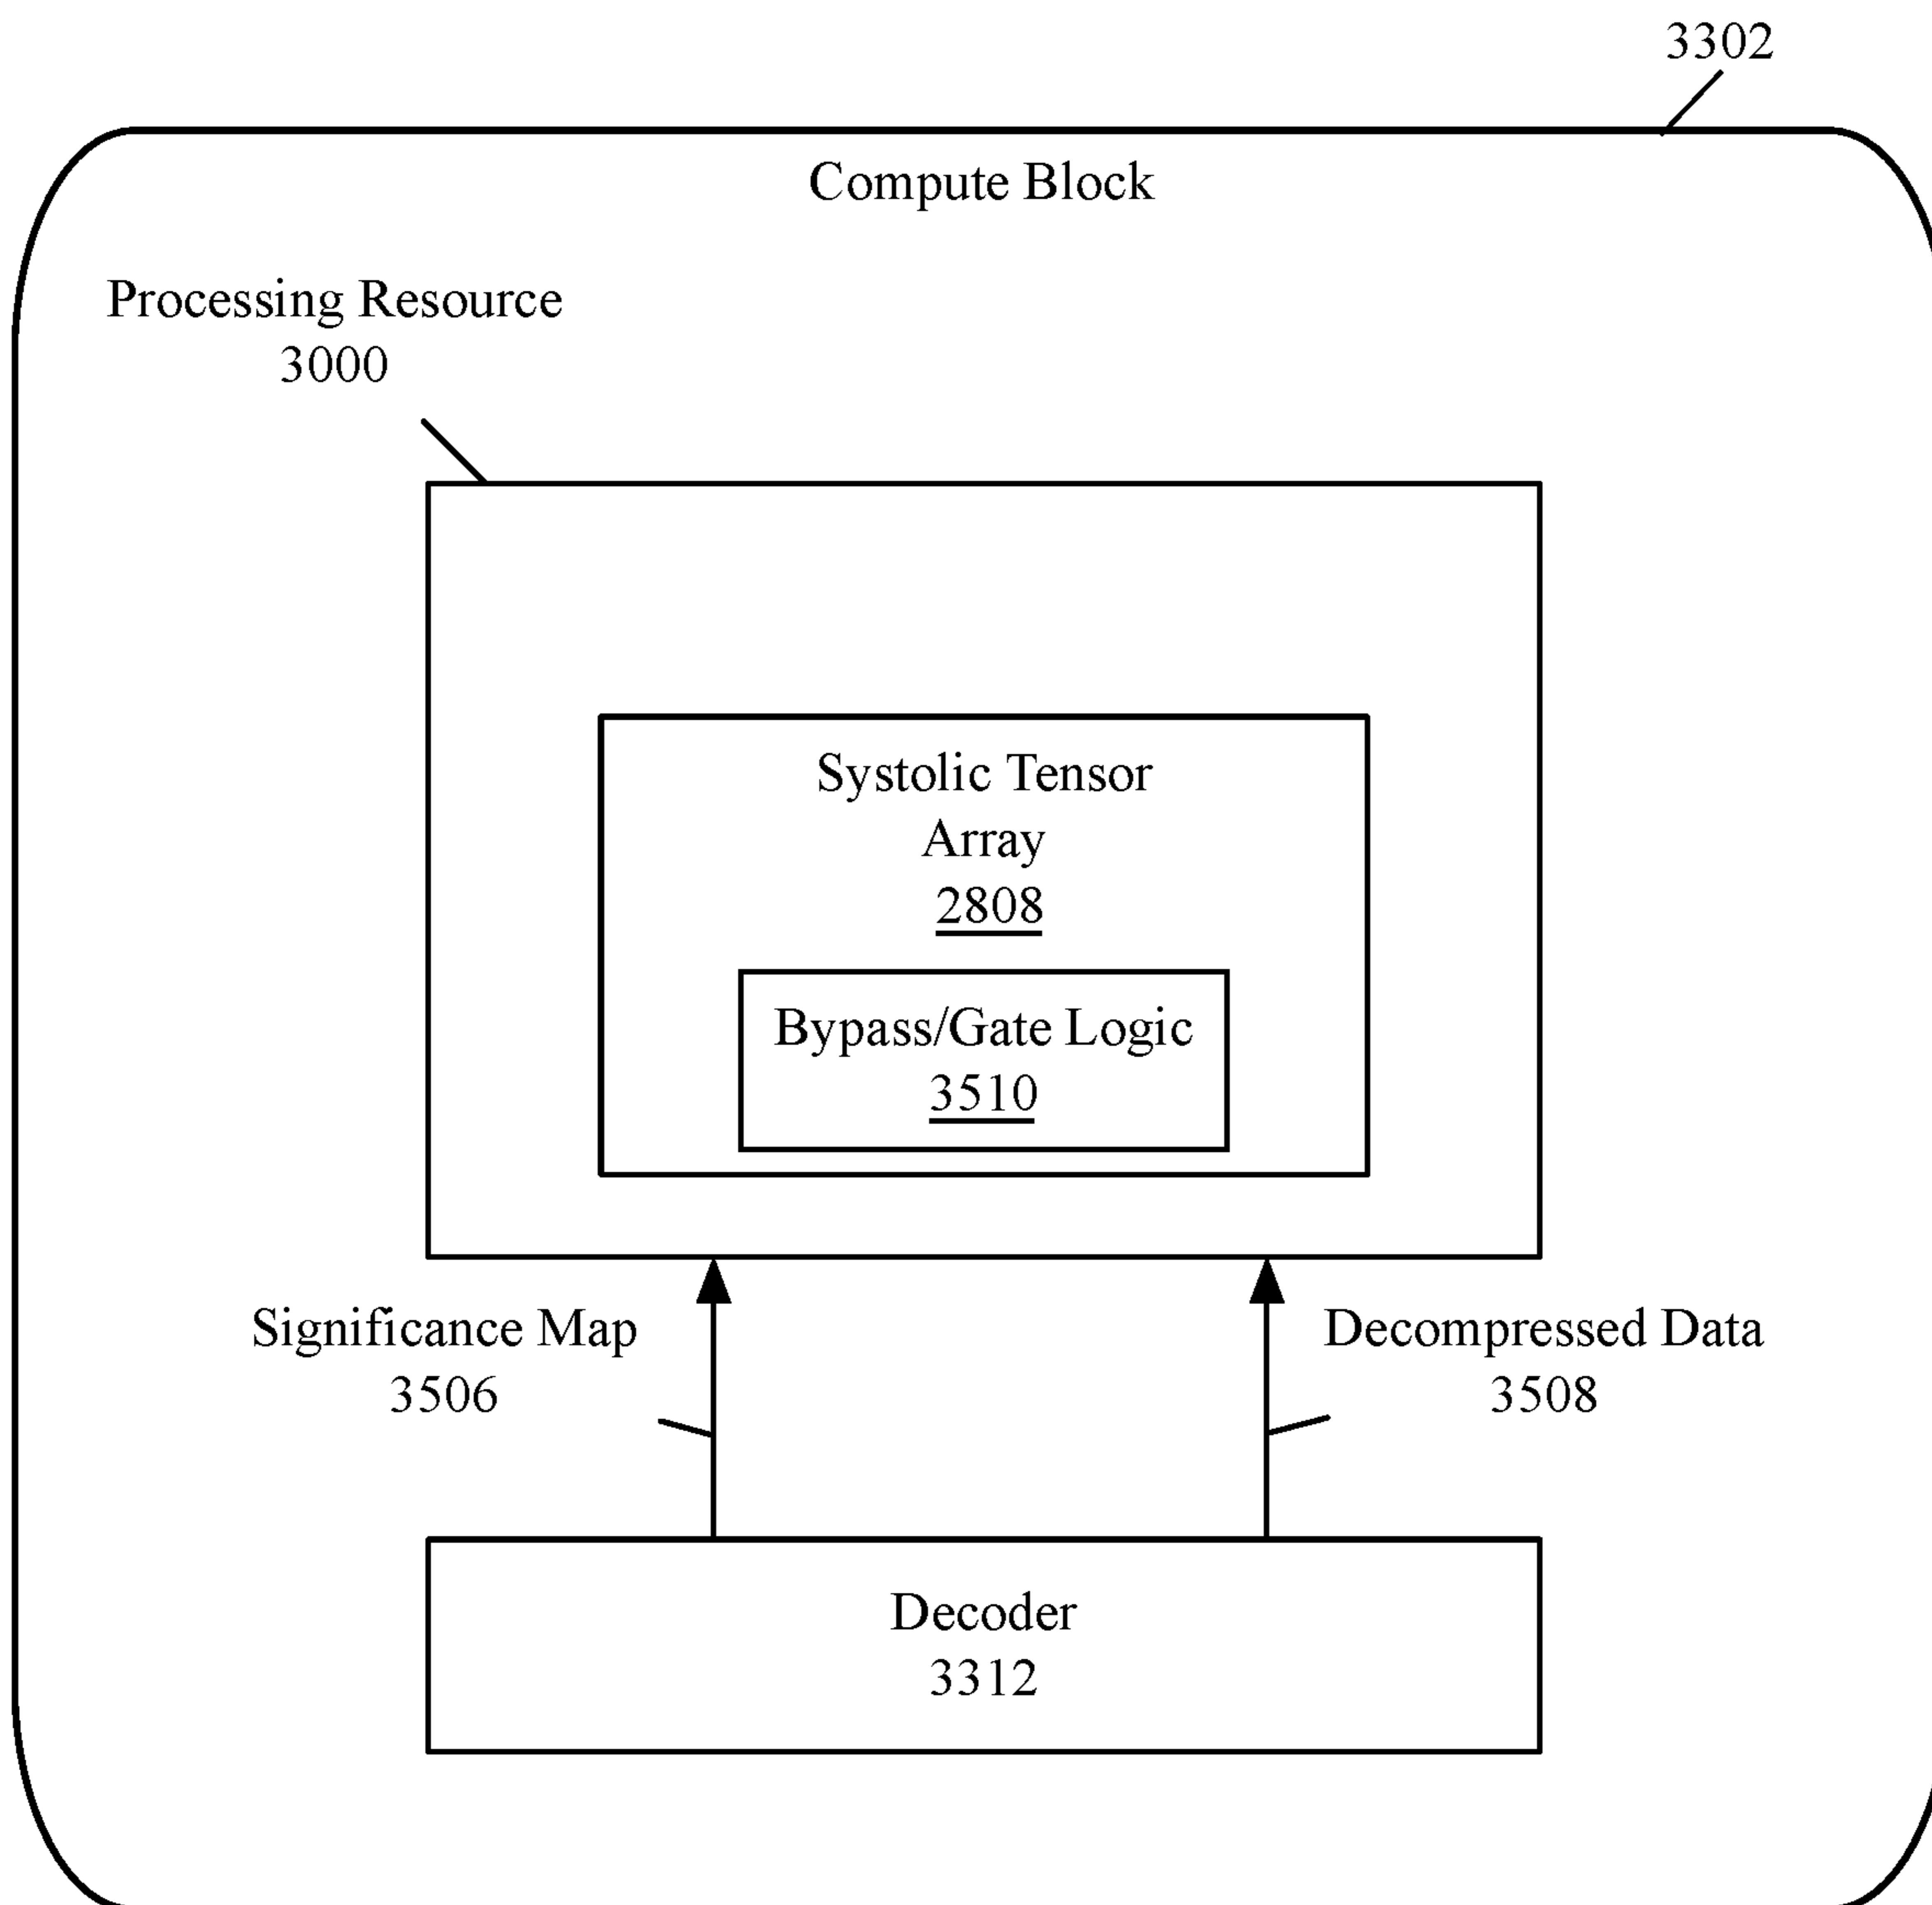 3302
Compute Block
Processing Resource
3000
Systolic Tensor
Array
2808
Bypass/Gate Logic
3510
Significance Map
3506
Decompressed Data
3508
Decoder
3312